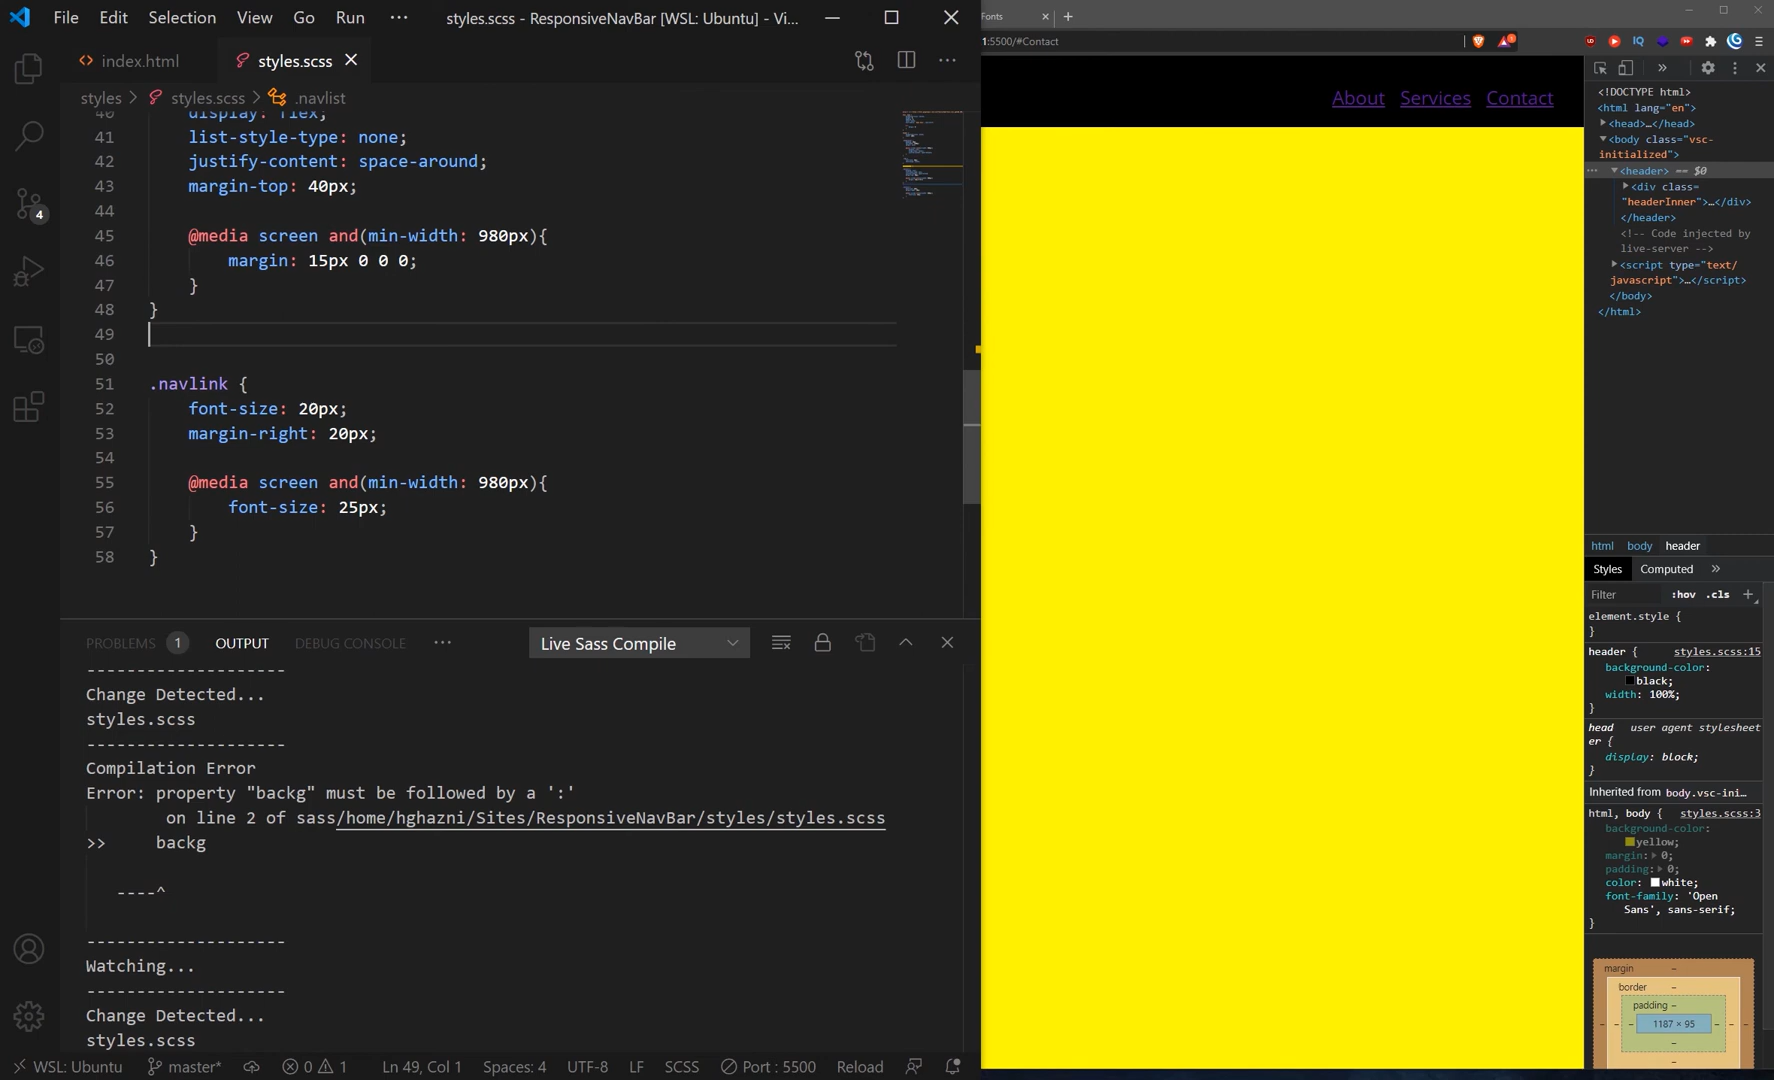 File Edit Selection View Go Run ··· styles.scss - ResponsiveNavBar [WSL: Ubuntu] - Vi...
index.html styles.scss
styles > styles.scss > .navlist
40 display: flex;
41 list-style-type: none;
42 justify-content: space-around;
43 margin-top: 40px;
44
45 @media screen and(min-width: 980px){
46 margin: 15px 0 0 0;
47 }
48 }
49
50
51 .navlink {
52 font-size: 20px;
53 margin-right: 20px;
54
55 @media screen and(min-width: 980px){
56 font-size: 25px;
57 }
58 }
PROBLEMS 1 OUTPUT DEBUG CONSOLE ··· Live Sass Compile
--------------------
Change Detected...
styles.scss
--------------------
Compilation Error
Error: property "backg" must be followed by a ':'
on line 2 of sass/home/hghazni/Sites/ResponsiveNavBar/styles/styles.scss
>> backg
----^
--------------------
Watching...
--------------------
Change Detected...
styles.scss
4
WSL: Ubuntu master* 0 1 Ln 49, Col 1 Spaces: 4 UTF-8 LF SCSS Port : 5500 Reload
Fonts
1:5500/#Contact
About Services Contact
<!DOCTYPE html>
<html lang="en">
<head>…</head>
<body class="vsc-
initialized">
··· <header> == $0
<div class=
"headerInner">…</div>
</header>
<!-- Code injected by
live-server -->
<script type="text/
javascript">…</script>
</body>
</html>
html body header
Styles Computed »
Filter :hov .cls +
element.style {
}
header { styles.scss:15
background-color:
black;
width: 100%;
}
head user agent stylesheet
er {
display: block;
}
Inherited from body.vsc-ini…
html, body { styles.scss:3
background-color:
yellow;
margin: 0;
padding: 0;
color: white;
font-family: 'Open
Sans', sans-serif;
}
margin –
border –
padding –
– – – 1187 × 95 – – –
–
–